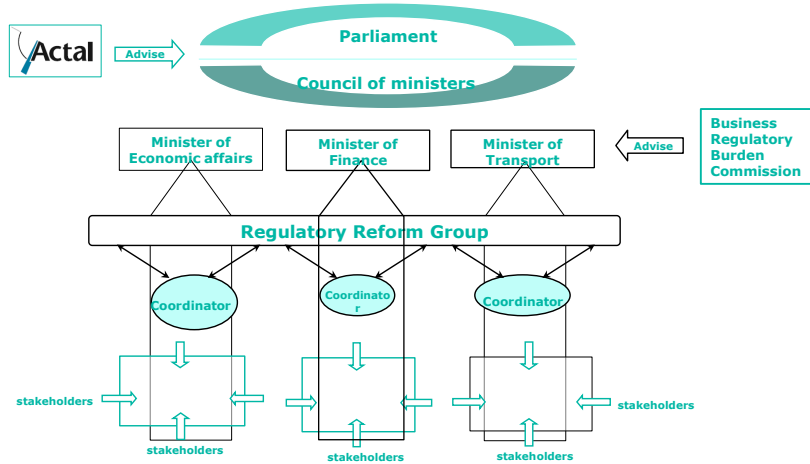 Actal
Advise
Parliament
Council of ministers
Minister of
Economic affairs
Minister of
Finance
Minister of
Transport
Advise
Business
Regulatory
Burden
Commission
Regulatory Reform Group
Coordinator
Coordinato
r
Coordinator
stakeholders
stakeholders
stakeholders
stakeholders
stakeholders